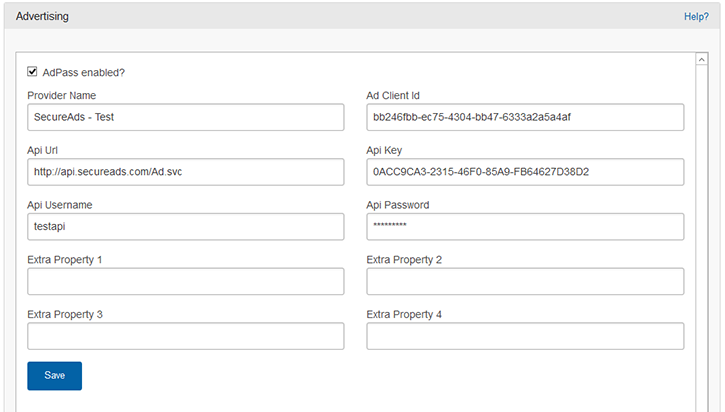 Advertising
Help?
AdPass enabled?
Provider Name
Ad Client Id
SecureAds - Test
bb246fbb-ec75-4304-bb47-6333a2a5a4af
Api Url
Api Key
http://api.secureads.com/Ad.svc
0ACC9CA3-2315-46F0-85A9-FB64627D38D2
Api Username
Api Password
testapi
*********
Extra Property 1
Extra Property 2
Extra Property 3
Extra Property 4
Save